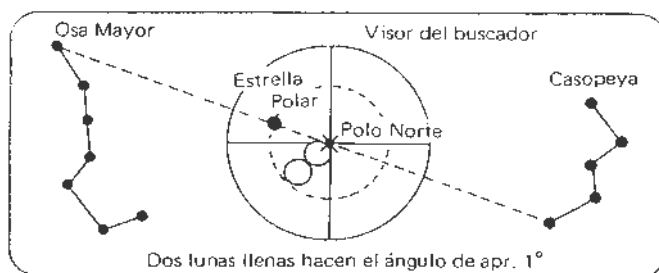 Osa Mayor
Visor del buscador
Estrella
Polar
Casopeya
Polo Norte
Dos lunas llenas hacen el ángulo de apr. 1°